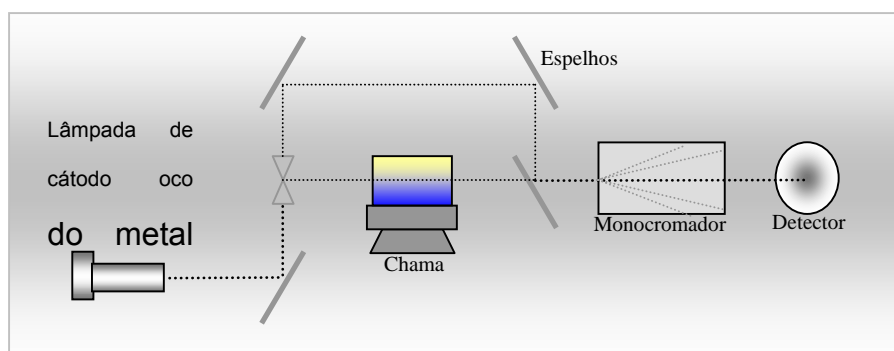 Espelhos
Lâmpada de
cátodo oco
do metal
Monocromador
Detector
Chama